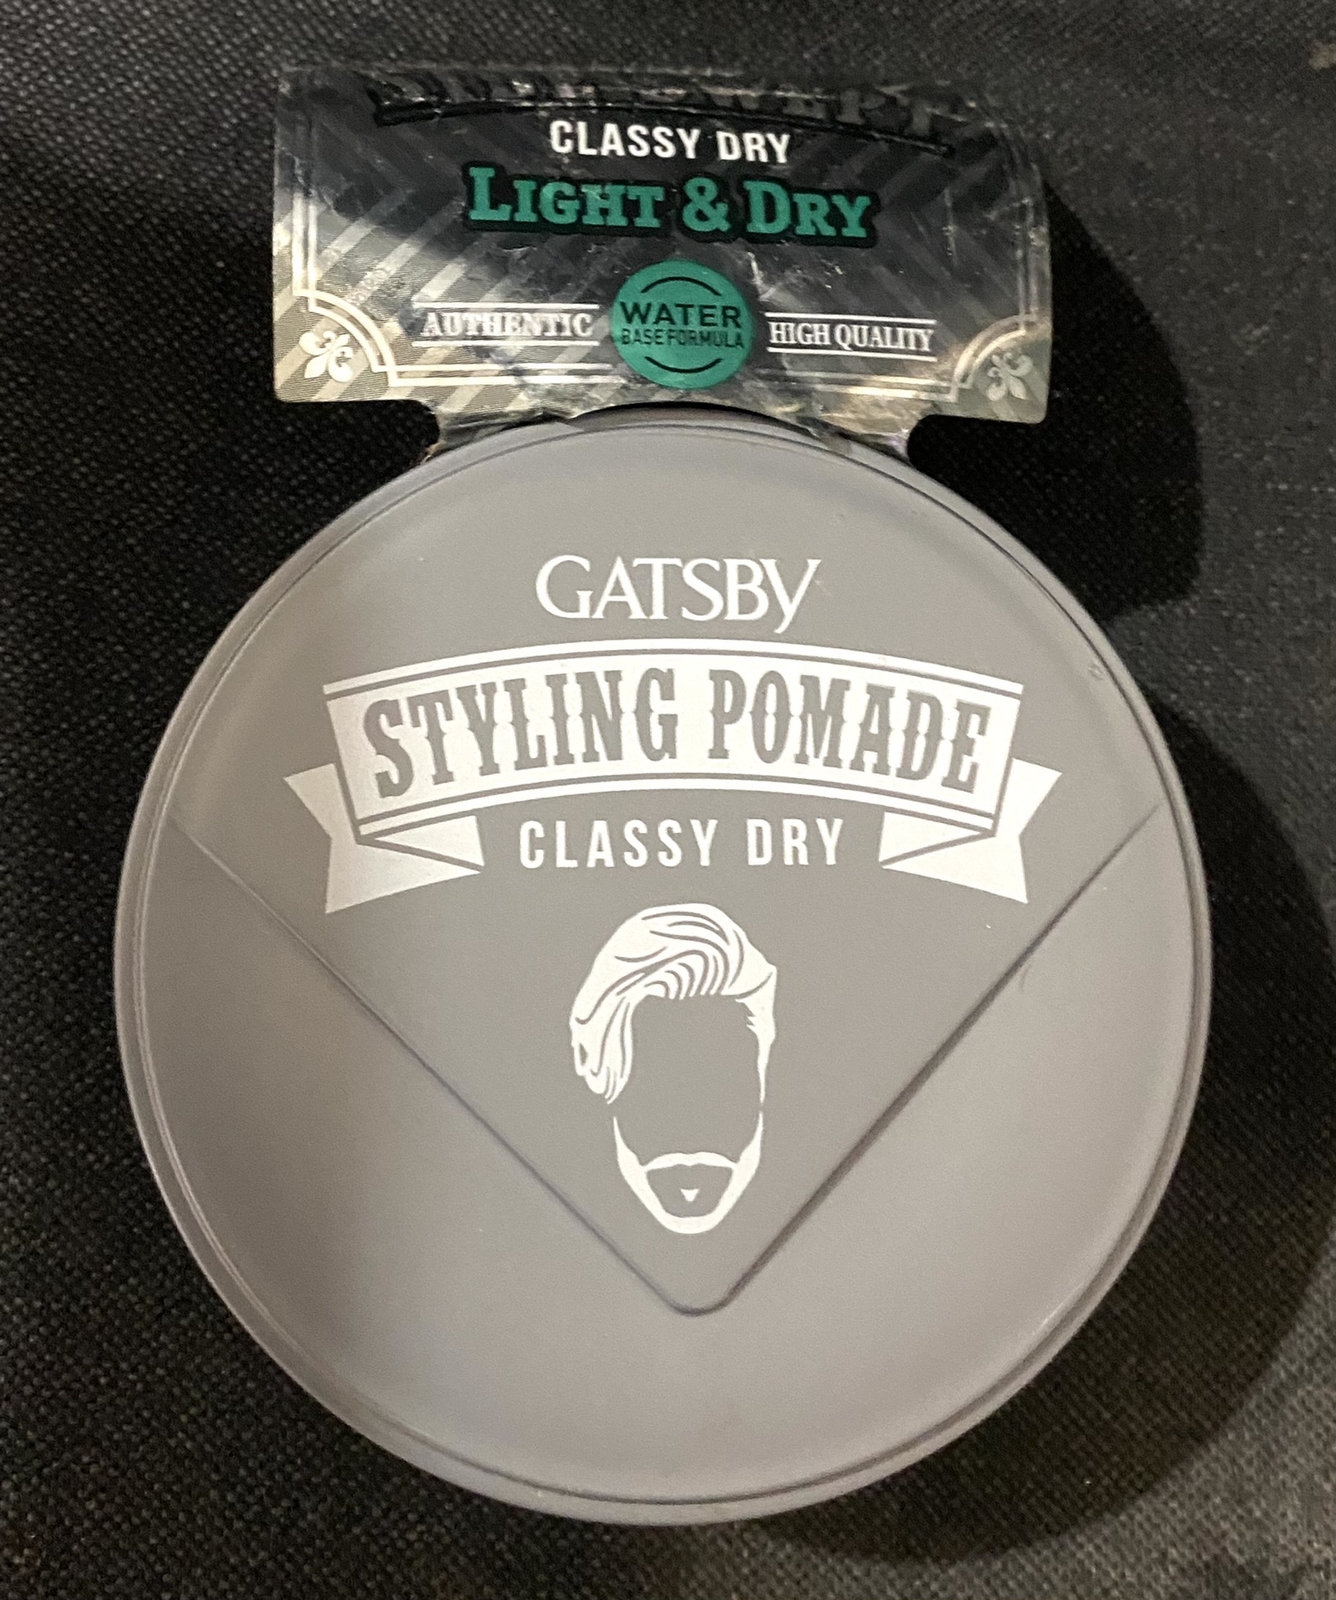 CLASSY DRY
LIGHT & DRY
AUTHENTIC
WATER
BASE FORMULA
HIGH QUALITY
GATSBY
STYLING POMADE
CLASSY DRY